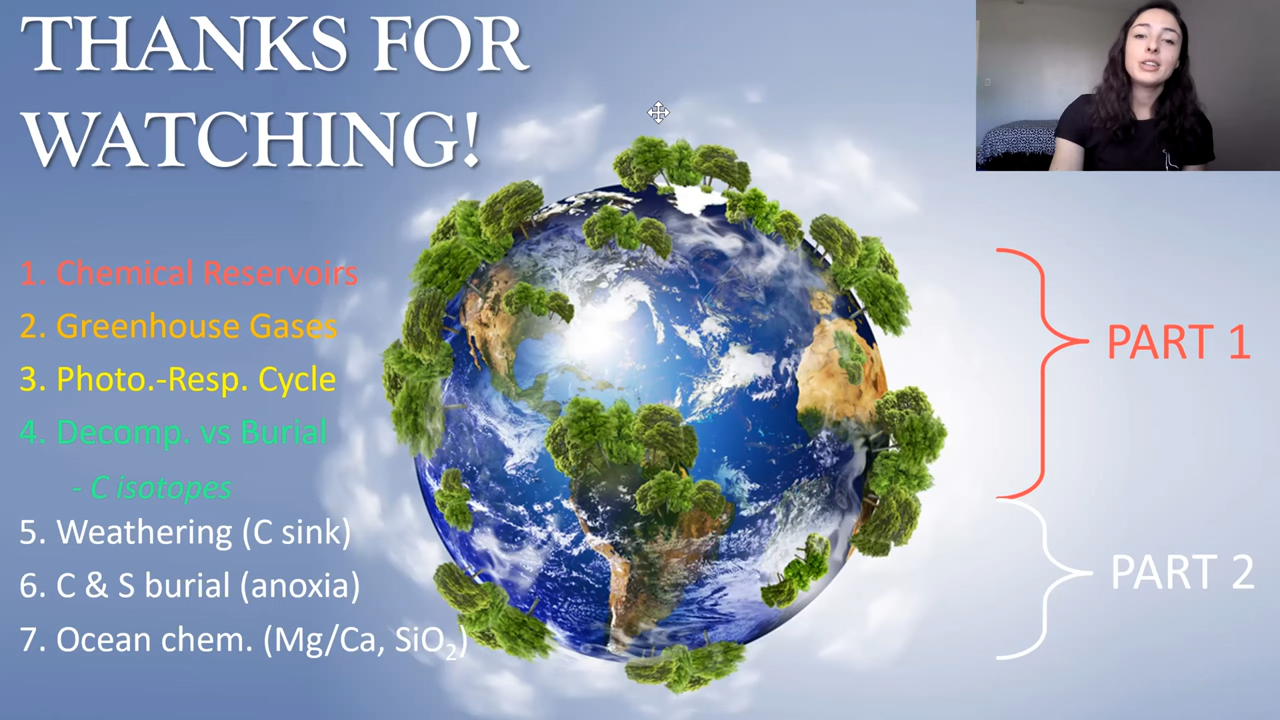 THANKS FOR
WATCHING!
1. Chemical Reservoirs
2. Greenhouse Gases
3. Photo.-Resp. Cycle
4. Decomp. vs Burial
- C isotopes
5. Weathering (C sink)
6. C & S burial (anoxia)
7. Ocean chem. (Mg/Ca, SiO₂)
PART 1
PART 2